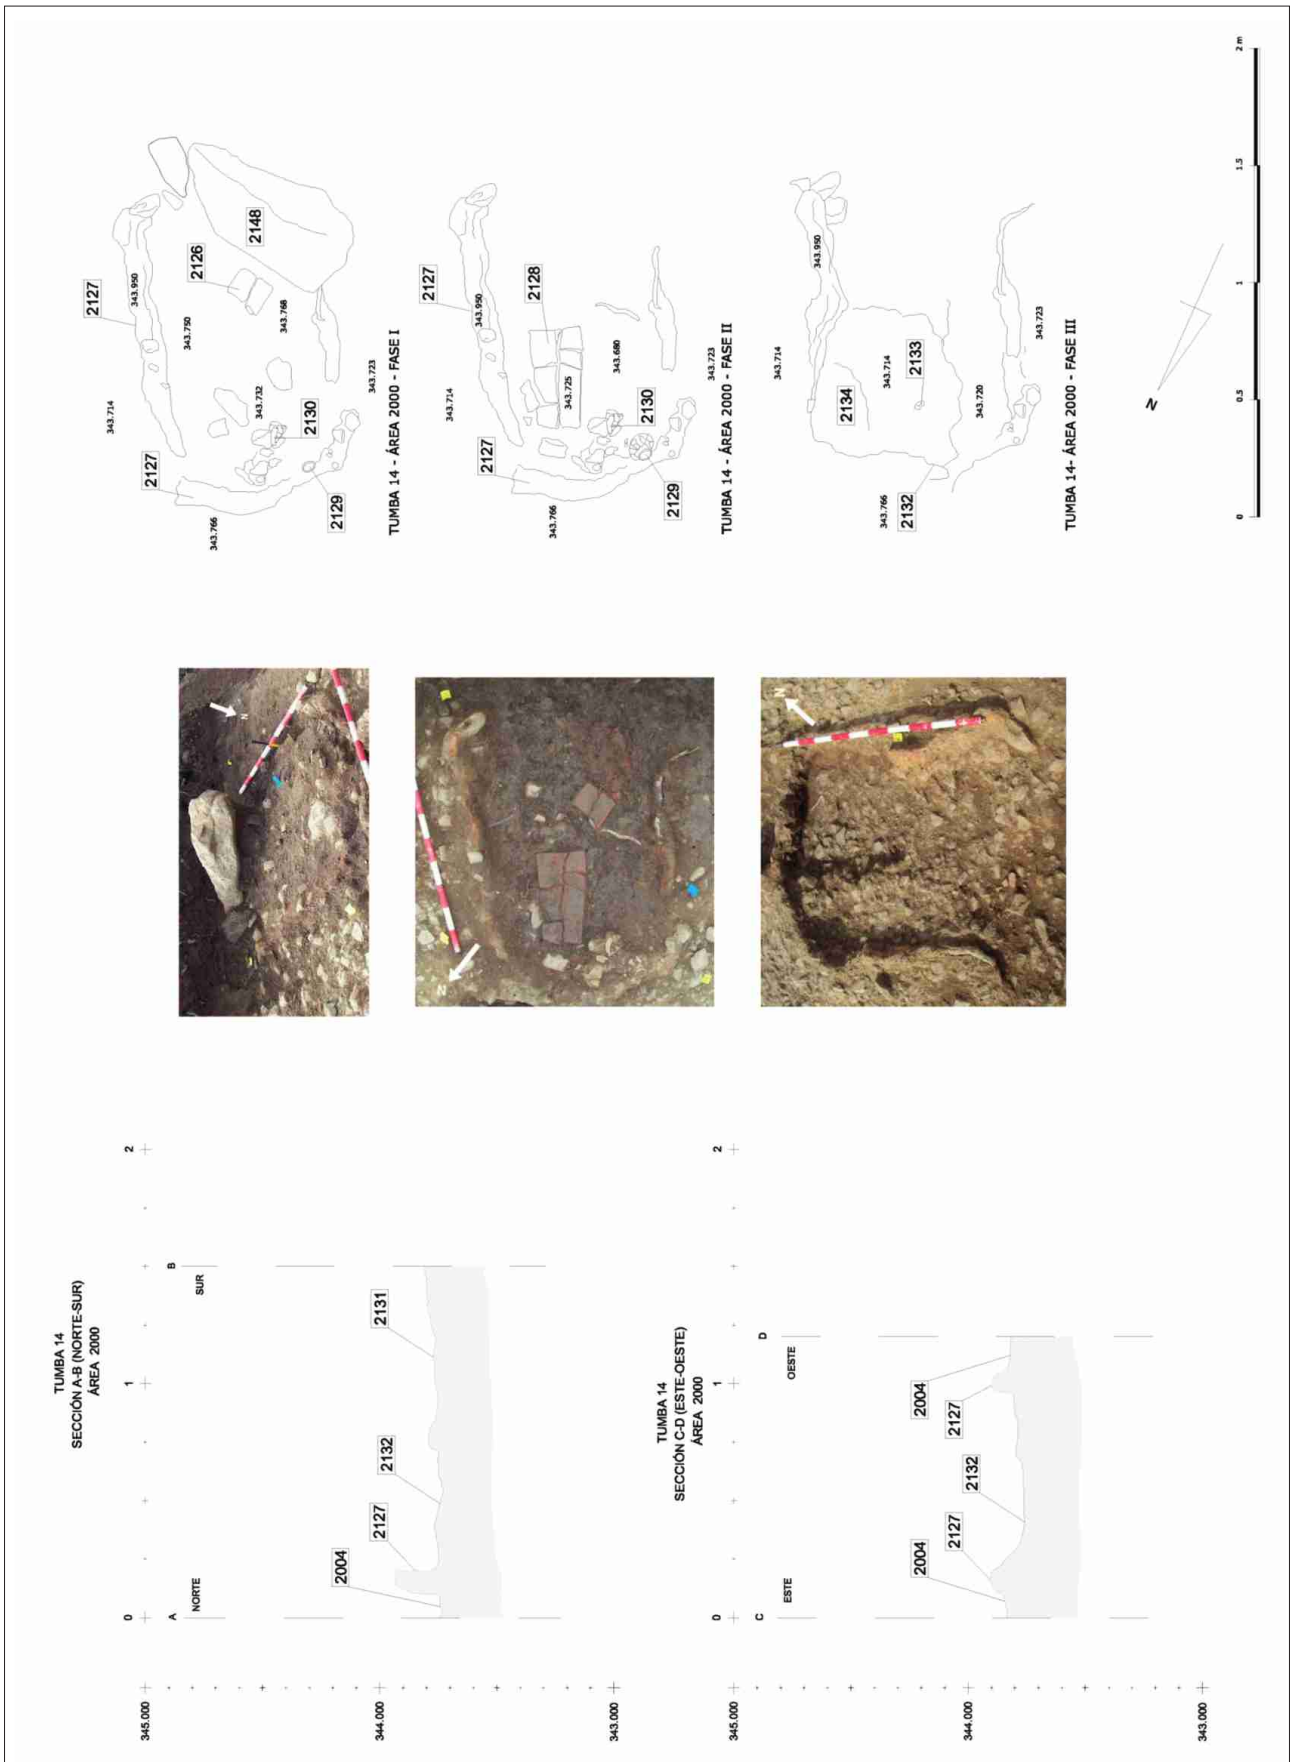 TUMBA 14
SECCIÓN A-B (NORTE-SUR)
ÁREA 2000
0
1
2
A
NORTE
B
SUR
2004
2127
2132
2131
345.000
344.000
343.000
TUMBA 14
SECCIÓN C-D (ESTE-OESTE)
ÁREA 2000
0
1
2
C
ESTE
D
OESTE
2004
2127
2132
2127
2004
345.000
344.000
343.000
N
N
N
2127
2127
343.714
343.950
343.750
2126
2148
343.768
343.732
2130
343.766
2129
343.723
TUMBA 14 - ÁREA 2000 - FASE I
2127
2127
343.714
343.950
2128
343.725
343.680
2130
343.766
2129
343.723
TUMBA 14 - ÁREA 2000 - FASE II
343.714
343.950
2134
343.714
2133
343.720
343.766
2132
343.723
TUMBA 14- ÁREA 2000 - FASE III
N
0
0.5
1
1.5
2 m